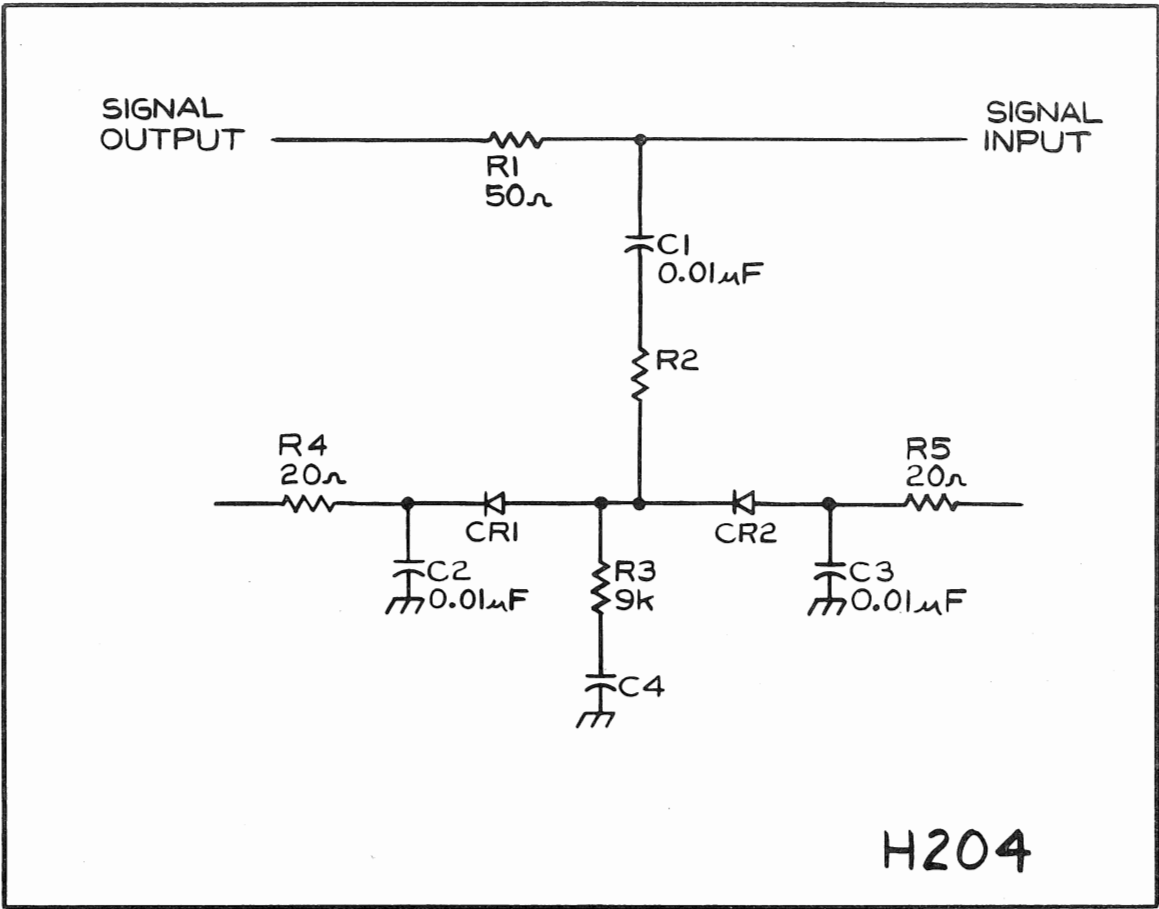 SIGNAL
OUTPUT
SIGNAL
INPUT
R1
50Ω
C1
0.01µF
R2
R4
20Ω
R5
20Ω
CR1
CR2
C2
0.01µF
R3
9k
C3
0.01µF
C4
H204